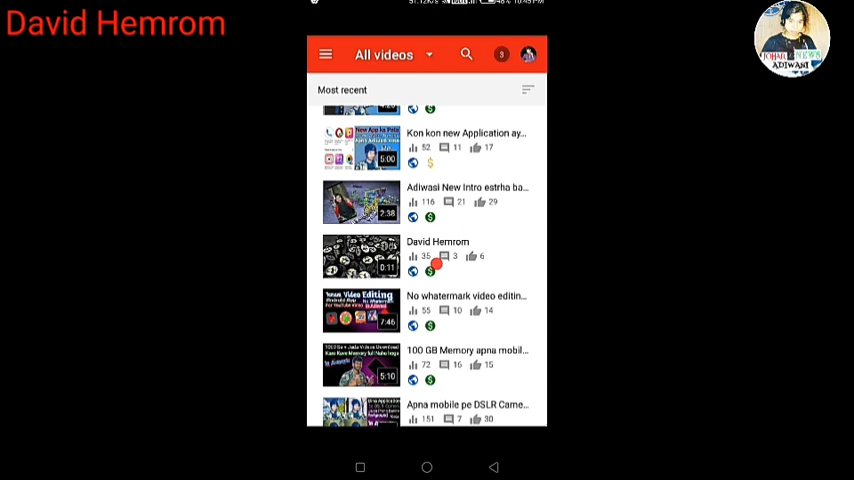 David Hemrom
All videos
3
Most recent
Kon kon new Application ay...
52 11 17
5:00
Adiwasi New Intro estrha ba...
116 21 29
2:38
David Hemrom
35 3 6
0:11
No whatermark video editin...
55 10 14
7:46
100 GB Memory apna mobil...
72 16 15
5:10
Apna mobile pe DSLR Came...
151 7 30
JOHAR NEWS
ADIWASI